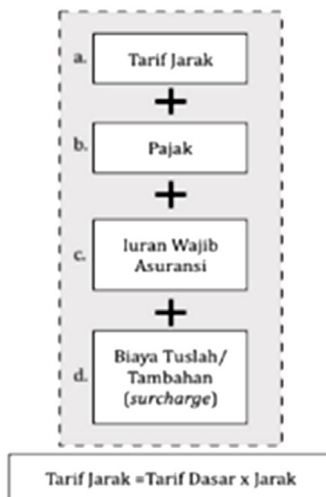 a. Tarif Jarak
+
b. Pajak
+
c. Iuran Wajib
Asuransi
+
d. Biaya Tuslah/
Tambahan
(surcharge)
Tarif Jarak =Tarif Dasar x Jarak